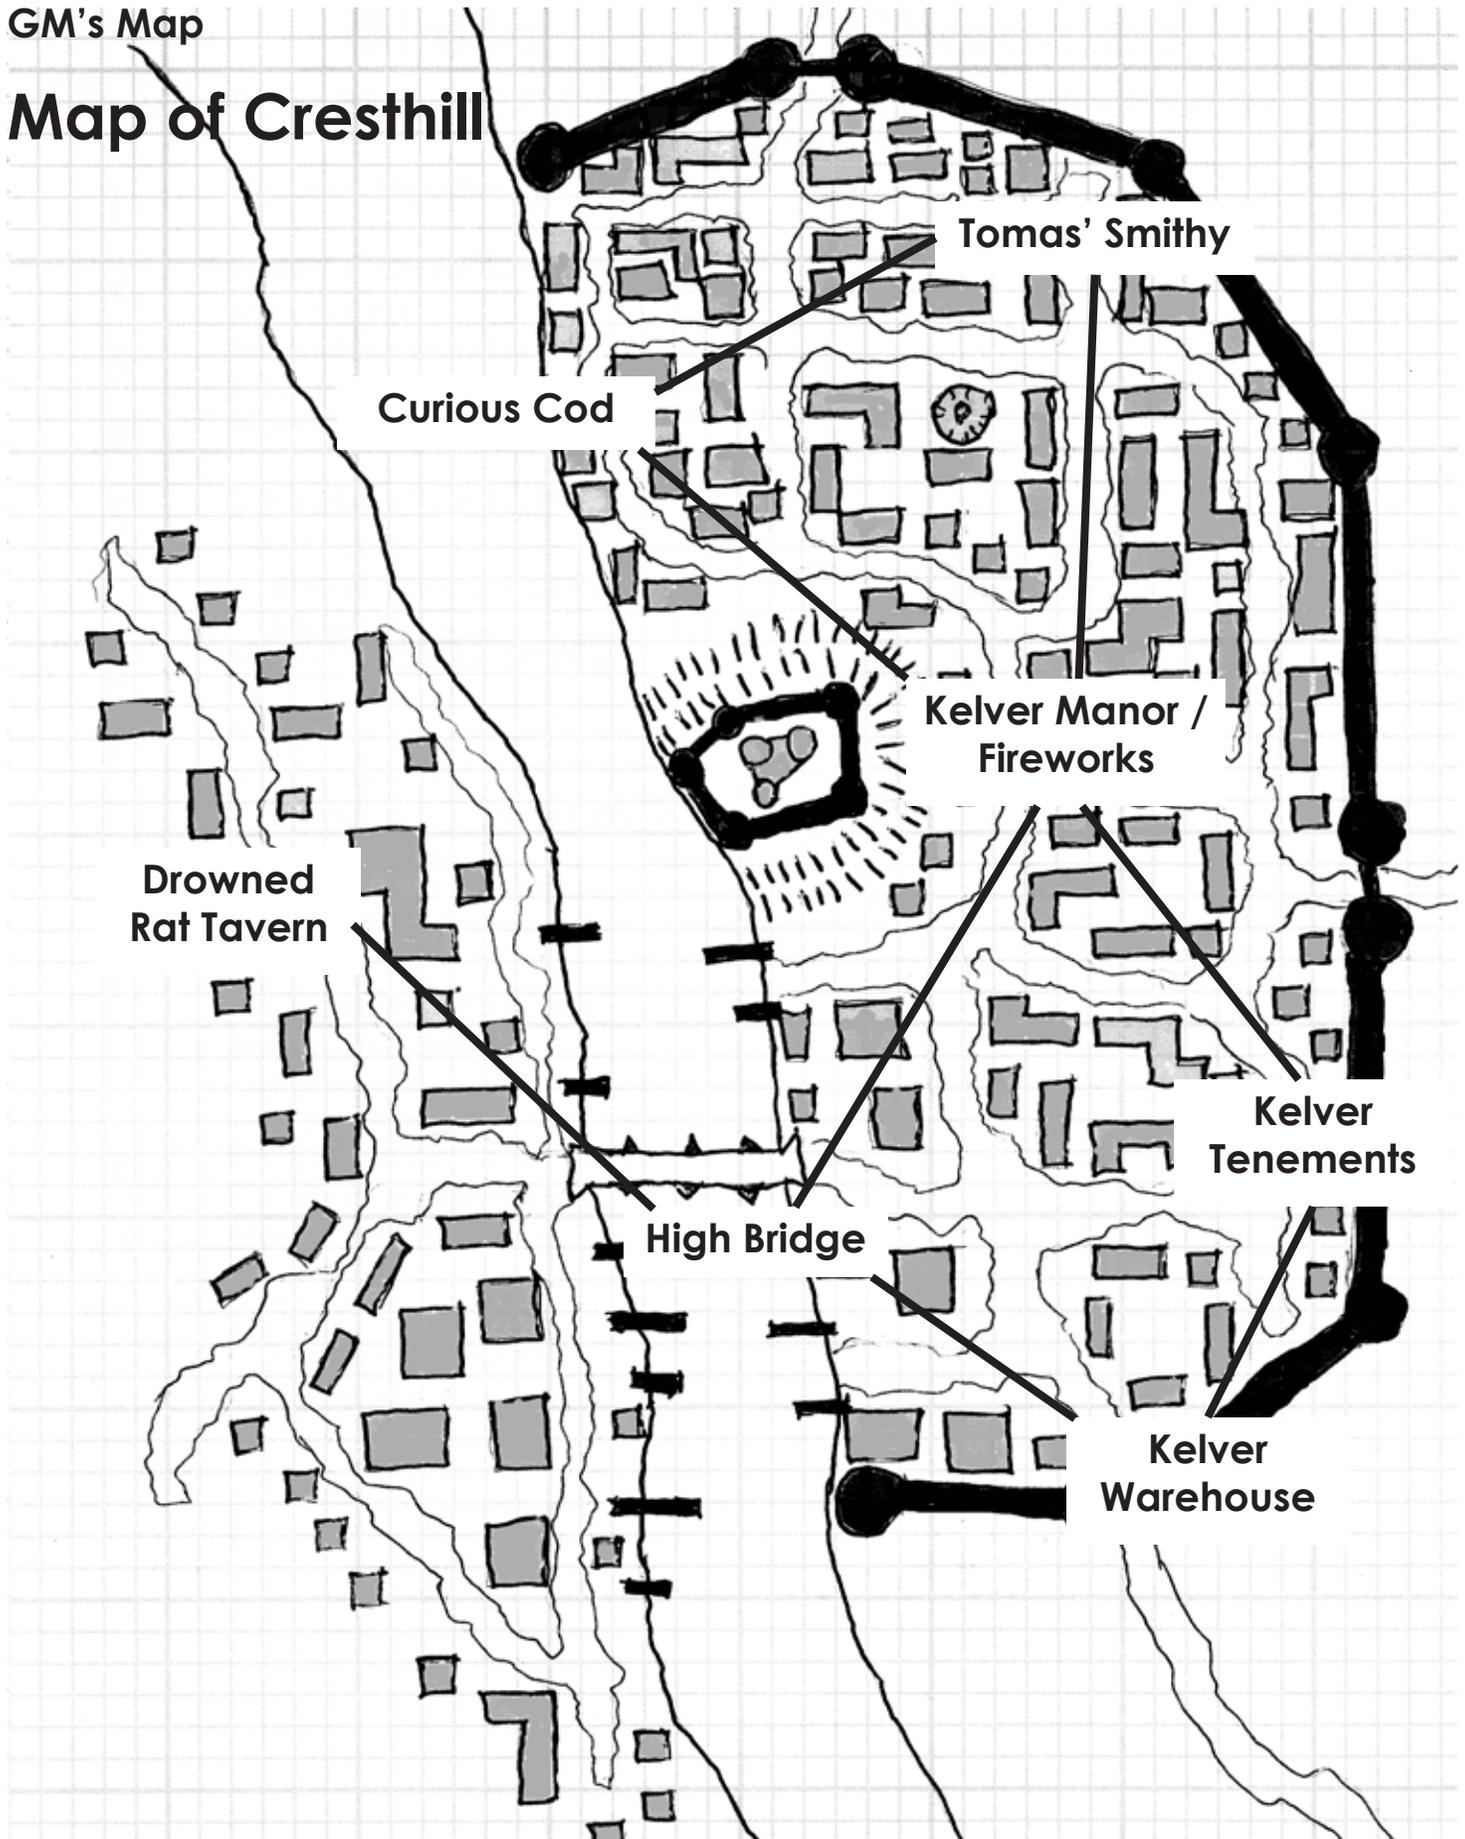 GM's Map
Map of Cresthill
Tomas' Smithy
Curious Cod
Kelver Manor /
Fireworks
Drowned
Rat Tavern
Kelver
Tenements
High Bridge
Kelver
Warehouse